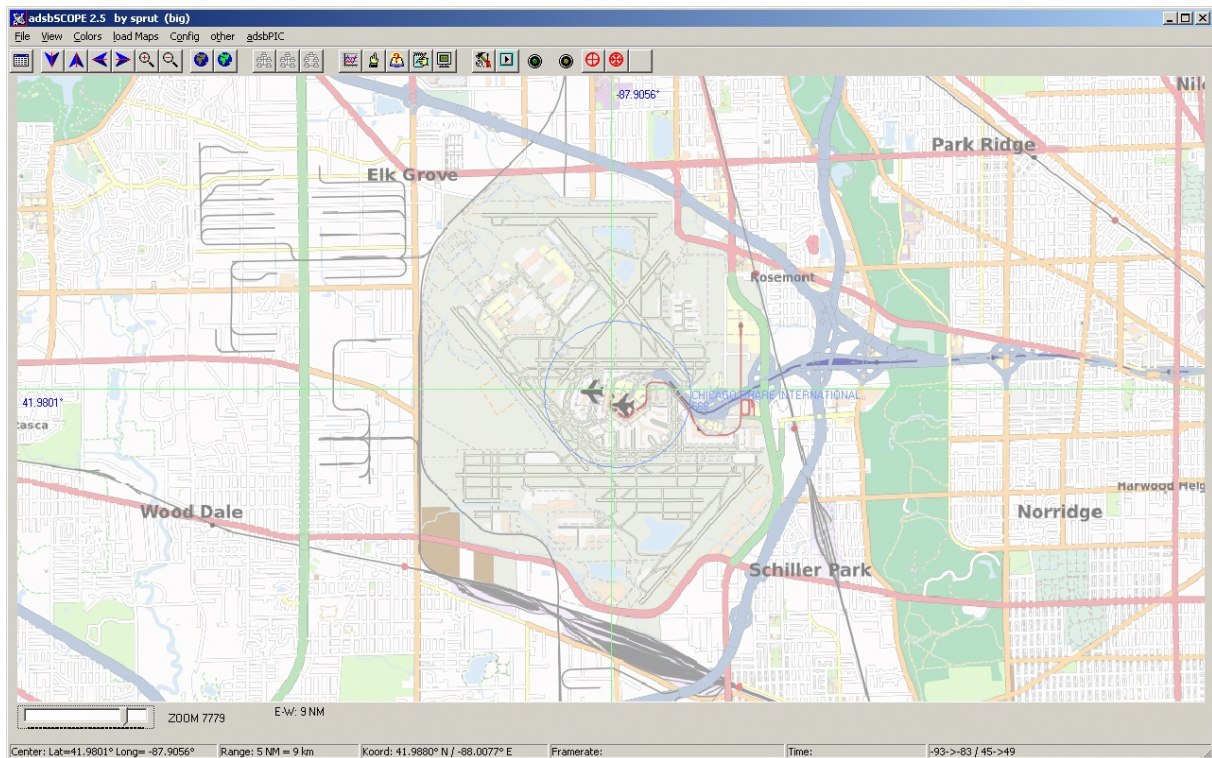 adsbSCOPE 2.5 by sprut (big)
File View Colors load Maps Config other adsbPIC
-87.9056°
Park Ridge
Elk Grove
Rosemont
CHICAGO OHARE INTERNATIONAL
41.9801°
Harwood Heig
Wood Dale
Norridge
Schiller Park
ZOOM 7779
E-W: 9 NM
Center: Lat=41.9801° Long= -87.9056°
Range: 5 NM = 9 km
Koord: 41.9880° N / -88.0077° E
Framerate:
Time:
-93->-83 / 45->49